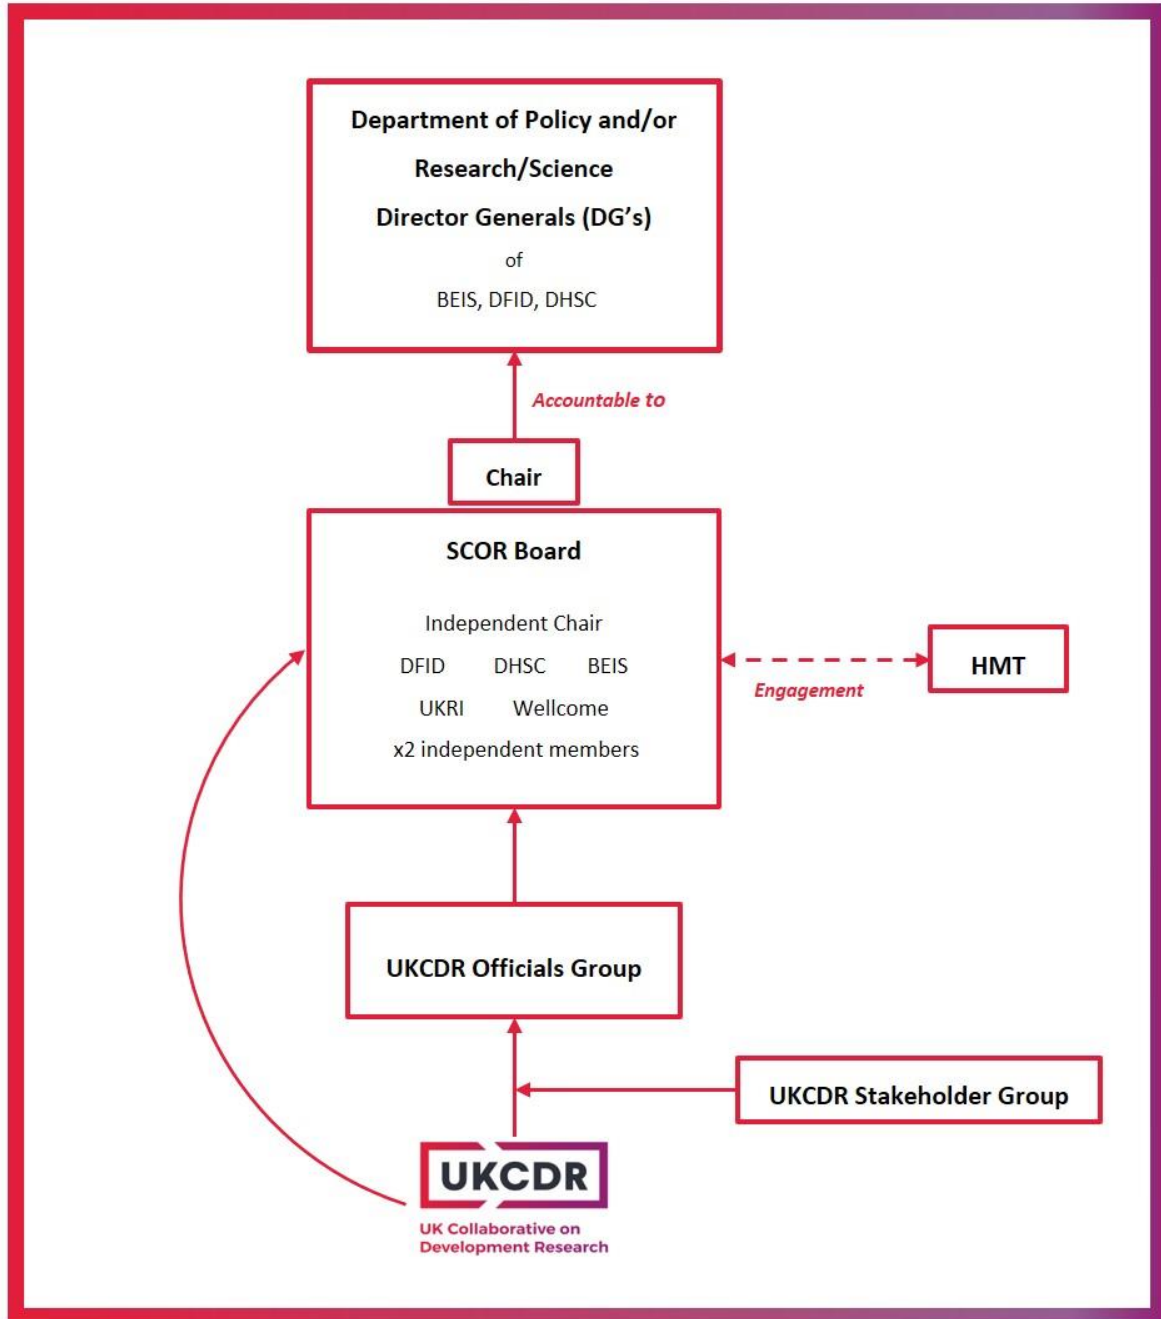 Department of Policy and/or
Research/Science
Director Generals (DG’s)
of
BEIS, DFID, DHSC
Accountable to
Chair
SCOR Board
Independent Chair
DFID DHSC BEIS
UKRI Wellcome
x2 independent members
HMT
Engagement
UKCDR Officials Group
UKCDR Stakeholder Group
UKCDR
UK Collaborative on
Development Research